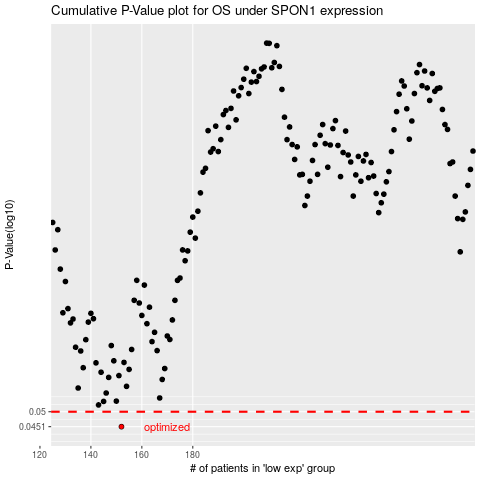 Cumulative P-Value plot for OS under SPON1 expression
P-Value(log10)
0.05
0.0451
optimized
120 140 160 180
# of patients in 'low exp' group